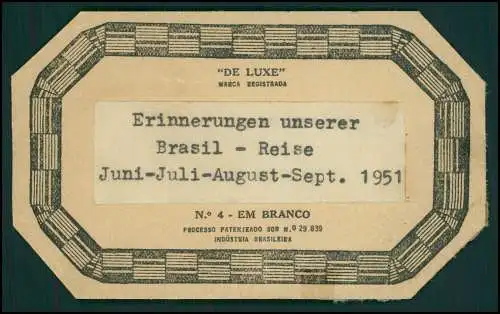 "DE LUXE"
MARCA REGISTRADA
Erinnerungen unserer
Brasil - Reise
Juni-Juli-August-Sept. 1951
N.º 4 - EM BRANCO
PROCESSO PATENTEADO SOB N.º 29.839
INDÚSTRIA BRASILEIRA